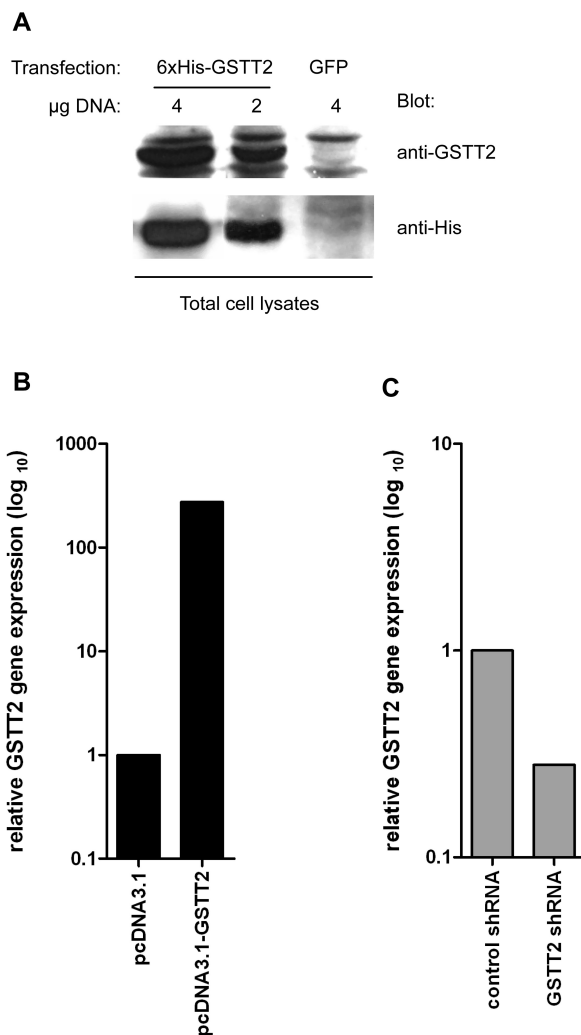 A
Transfection: 6xHis-GSTT2 GFP
µg DNA: 4 2 4 Blot:
anti-GSTT2
anti-His
Total cell lysates
B
relative GSTT2 gene expression (log 10)
1000
100
10
1
0.1
pcDNA3.1
pcDNA3.1-GSTT2
C
relative GSTT2 gene expression (log 10)
10
1
0.1
control shRNA
GSTT2 shRNA